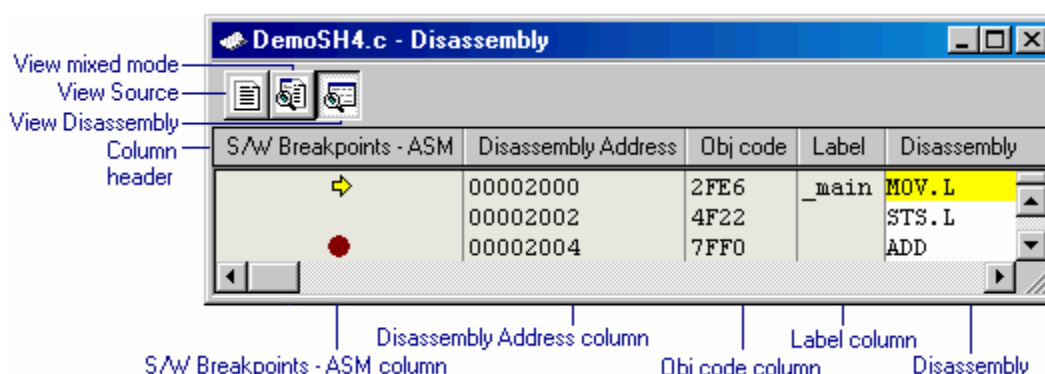 DemoSH4.c - Disassembly
View mixed mode
View Source
View Disassembly
Column header
S/W Breakpoints - ASM Disassembly Address Obj code Label Disassembly
00002000 2FE6 _main MOV.L
00002002 4F22 STS.L
00002004 7FF0 ADD
Disassembly Address column
Label column
S/W Breakpoints - ASM column
Obj code column
Disassembly